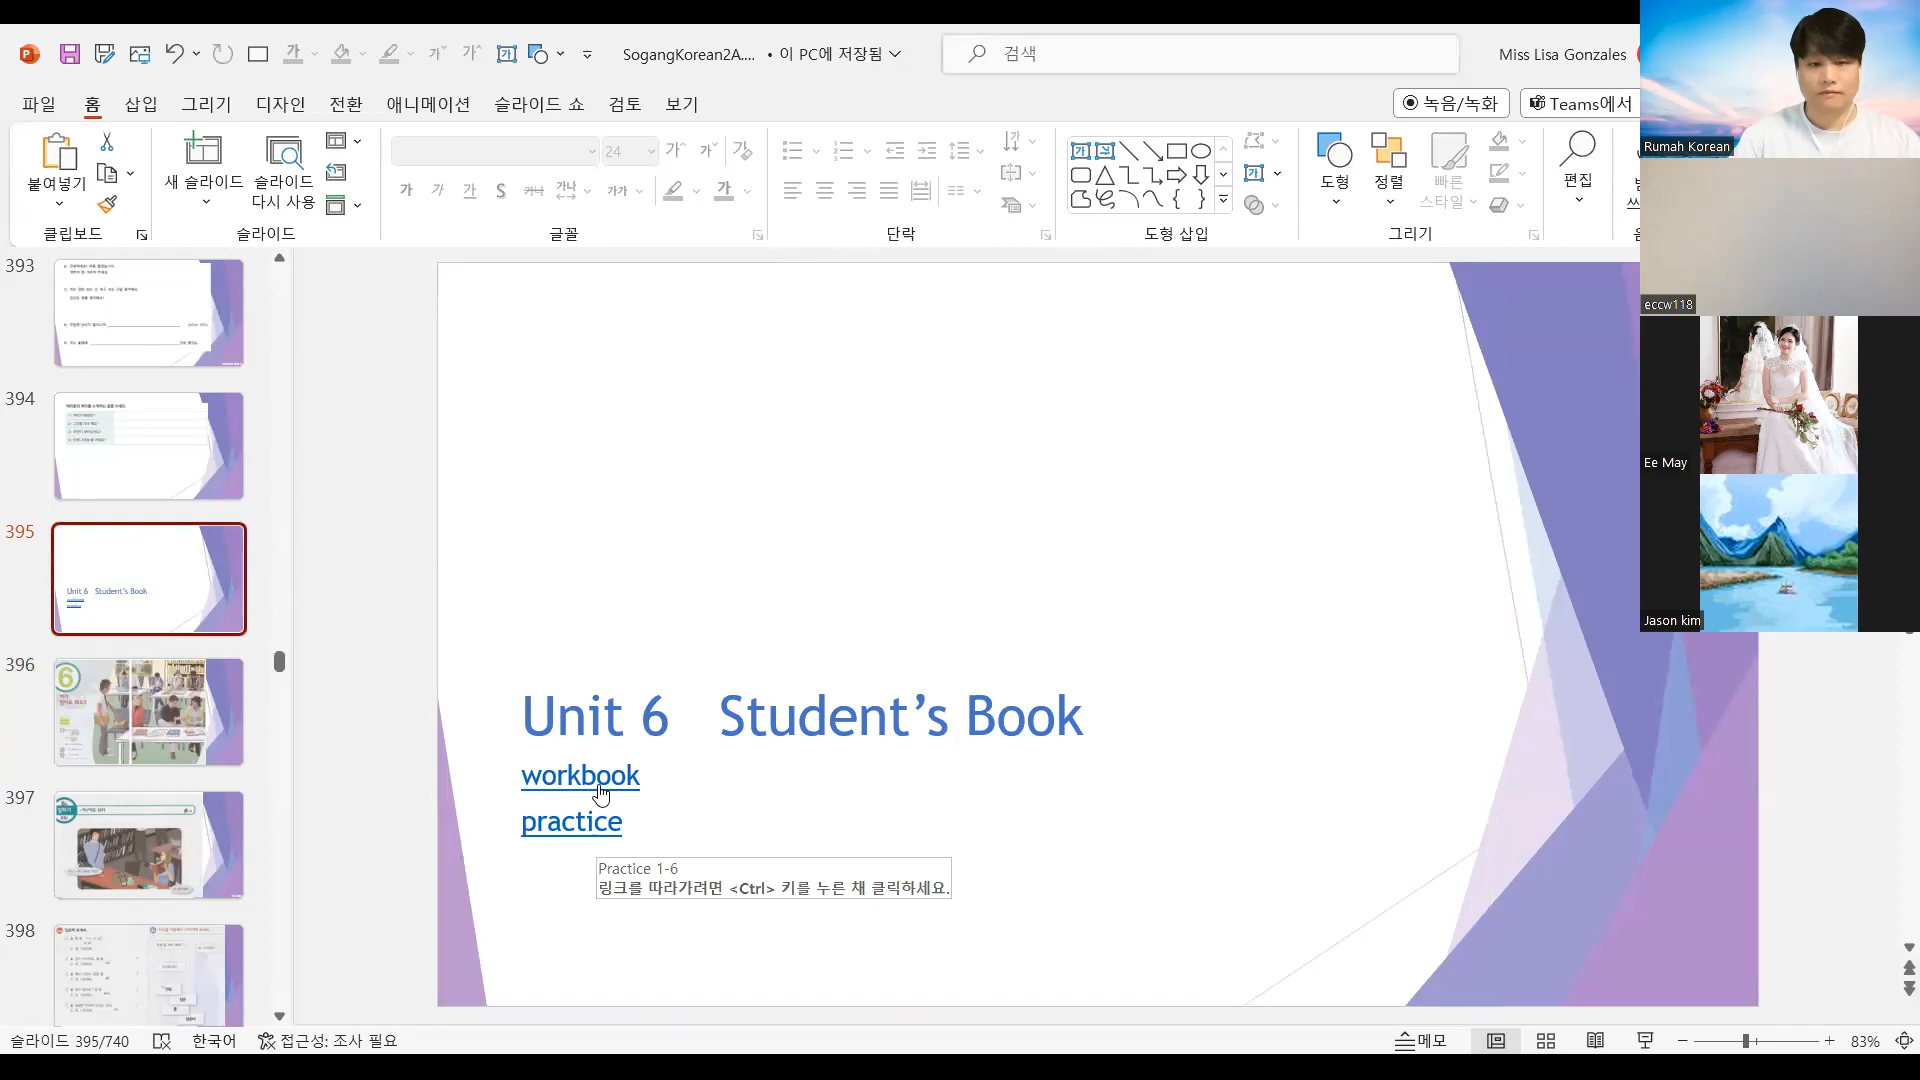 SogangKorean2A.... • 이 PC에 저장됨
검색
Miss Lisa Gonzales
파일 홈 삽입 그리기 디자인 전환 애니메이션 슬라이드 쇼 검토 보기
녹음/녹화
Teams에서
붙여넣기
새 슬라이드
슬라이드
다시 사용
24
도형
정렬
빠른
스타일
편집
클립보드
슬라이드
글꼴
단락
도형 삽입
그리기
Rumah Korean
eccw118
Ee May
Jason kim
393
394
395
Unit 6 Student's Book
396
6
397
398
Unit 6 Student’s Book
workbook
practice
Practice 1-6
링크를 따라가려면 <Ctrl> 키를 누른 채 클릭하세요.
슬라이드 395/740
한국어
접근성: 조사 필요
메모
83%